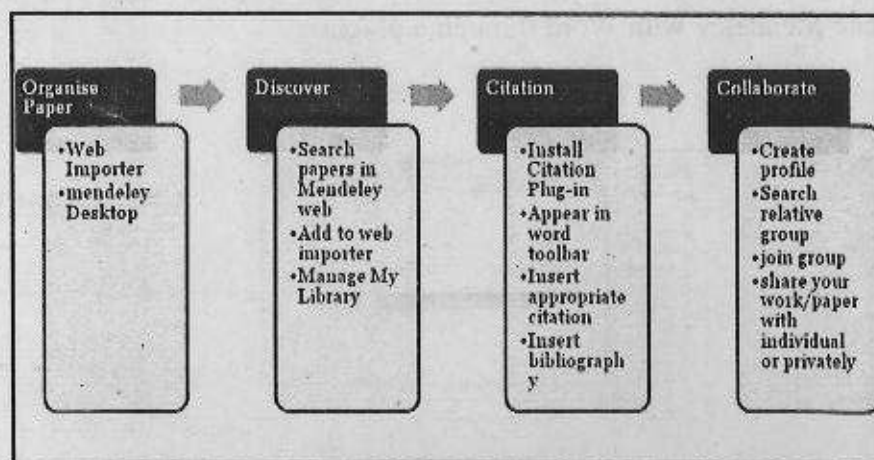 Organise
Paper
•Web
Importer
•mendeley
Desktop
Discover
•Search
papers in
Mendeley
web
•Add to web
importer
•Manage My
Library
Citation
•Install
Citation
Plug-in
•Appear in
word
toolbar
•Insert
appropriate
citation
•Insert
bibliograph
y
Collaborate
•Create
profile
•Search
relative
group
•join group
•share your
work/paper
with
individual
or privately